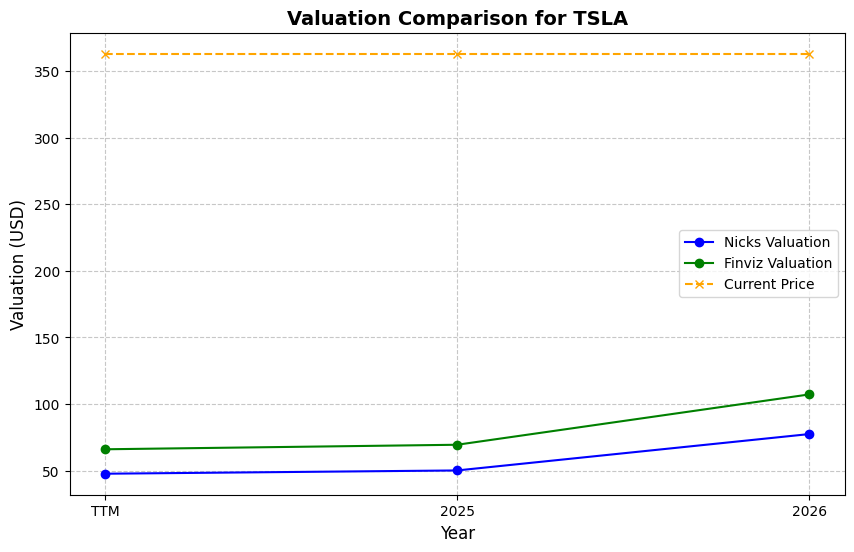 Valuation Comparison for TSLA
Valuation (USD)
350
300
250
200
150
100
50
Nicks Valuation
Finviz Valuation
Current Price
TTM
2025
2026
Year